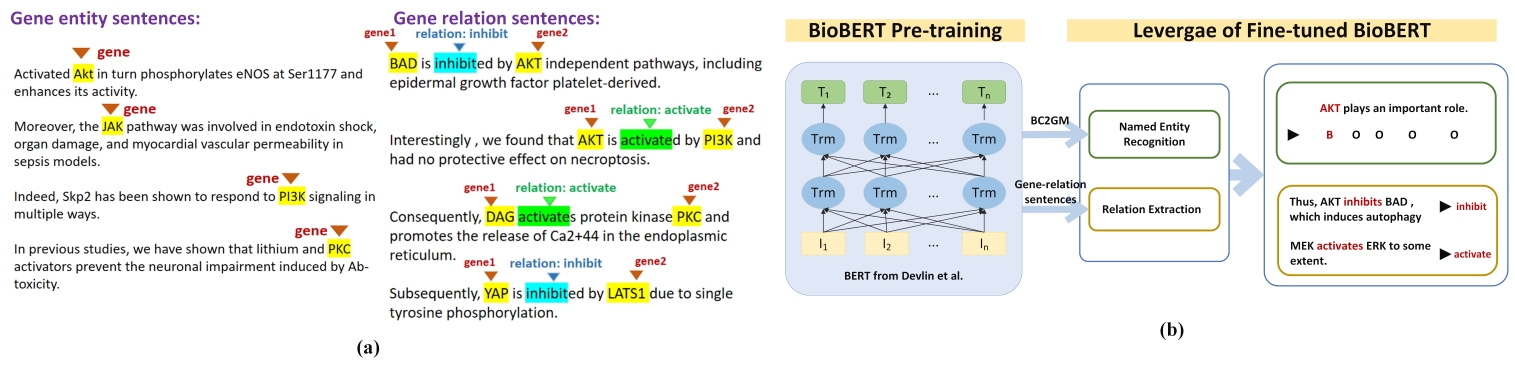 Gene entity sentences:
gene
Activated Akt in turn phosphorylates eNOS at Ser1177 and
enhances its activity.
gene
Moreover, the JAK pathway was involved in endotoxin shock,
organ damage, and myocardial vascular permeability in
sepsis models.
gene
Indeed, Skp2 has been shown to respond to PI3K signaling in
multiple ways.
gene
In previous studies, we have shown that lithium and PKC
activators prevent the neuronal impairment induced by Ab-
toxicity.
Gene relation sentences:
gene1 relation: inhibit gene2
BAD is inhibited by AKT independent pathways, including
epidermal growth factor platelet-derived.
gene1 relation: activate gene2
Interestingly , we found that AKT is activated by PI3K and
had no protective effect on necroptosis.
gene1 relation: activate gene2
Consequently, DAG activates protein kinase PKC and
promotes the release of Ca2+44 in the endoplasmic
reticulum.
gene1 relation: inhibit gene2
Subsequently, YAP is inhibited by LATS1 due to single
tyrosine phosphorylation.
(a)
BioBERT Pre-training
T1 T2 ... Tn
Trm Trm ... Trm
Trm Trm ... Trm
I1 I2 ... In
BERT from Devlin et al.
Levergae of Fine-tuned BioBERT
BC2GM
Gene-relation
sentences
Named Entity
Recognition
Relation Extraction
AKT plays an important role.
B O O O O
Thus, AKT inhibits BAD ,
which induces autophagy
inhibit
MEK activates ERK to some
extent.
activate
(b)